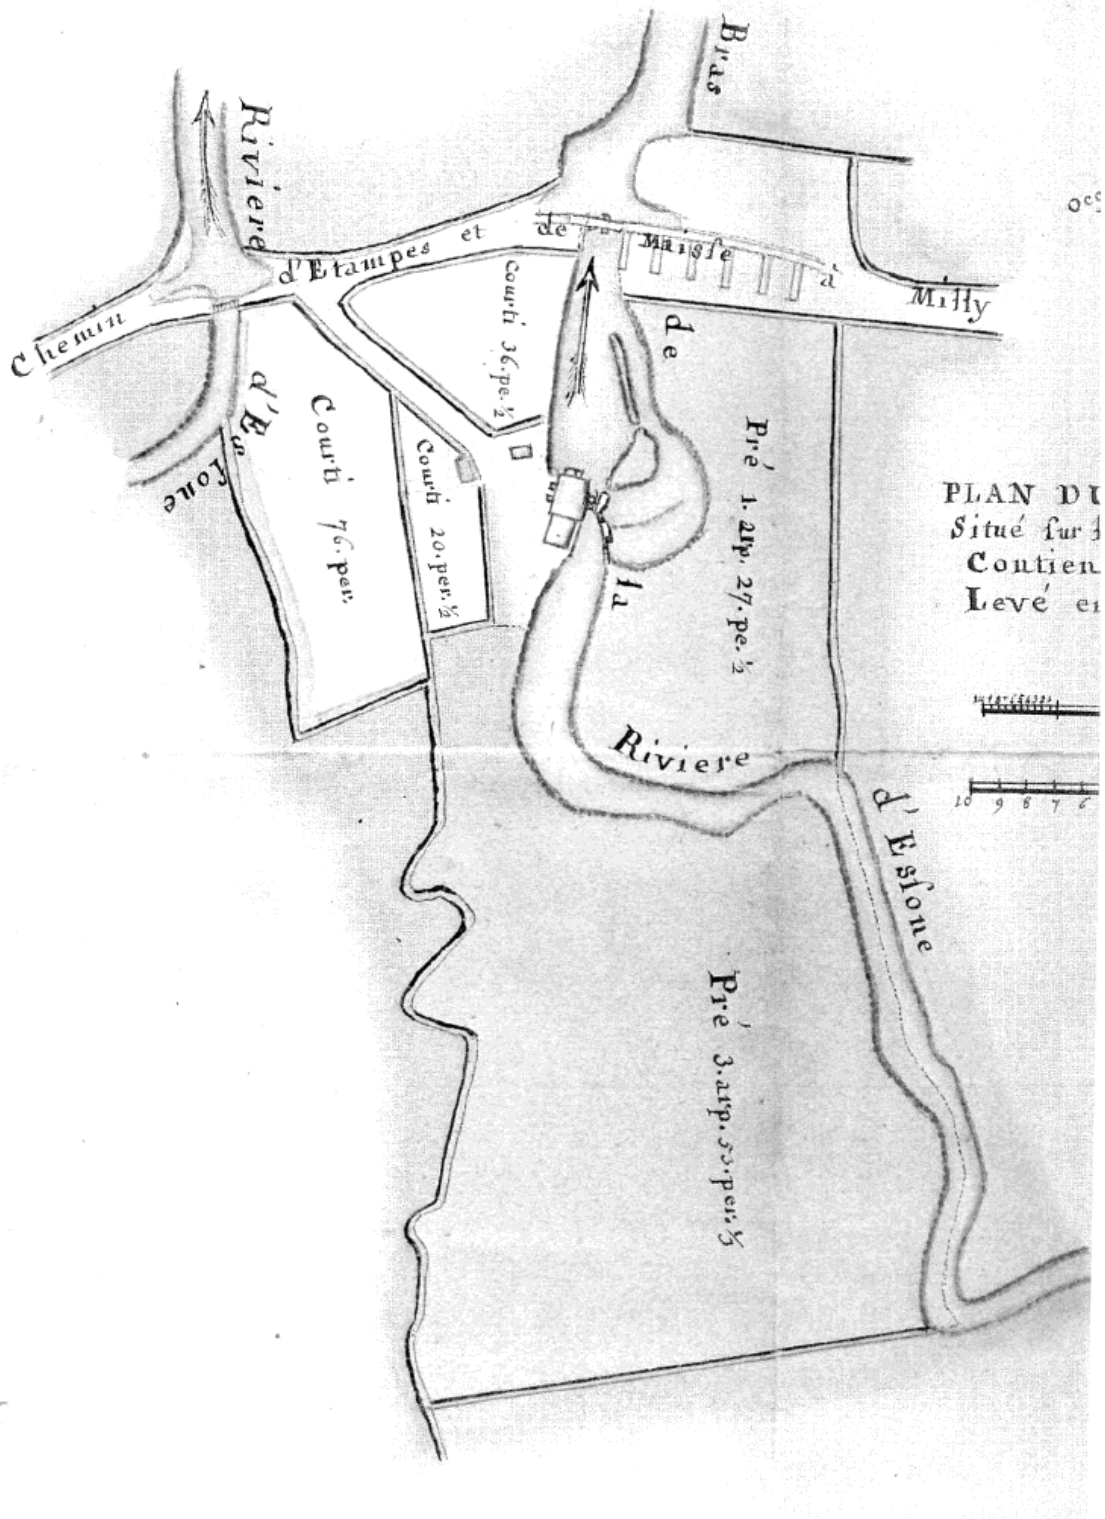 Bras
de
la
Riviere
d'Essone
Riviere
d'Essone
Chemin d'Etampes et de Maisse à Milly
Courti 36. pe. ½
Courti 76. per.
Courti 20. per. ½
Pré 1. arp. 27. pe. ½
Pré 3. arp. 53. per. ⅓
PLAN DU
Situé sur
Contien
Levé en
10 9 8 7 6